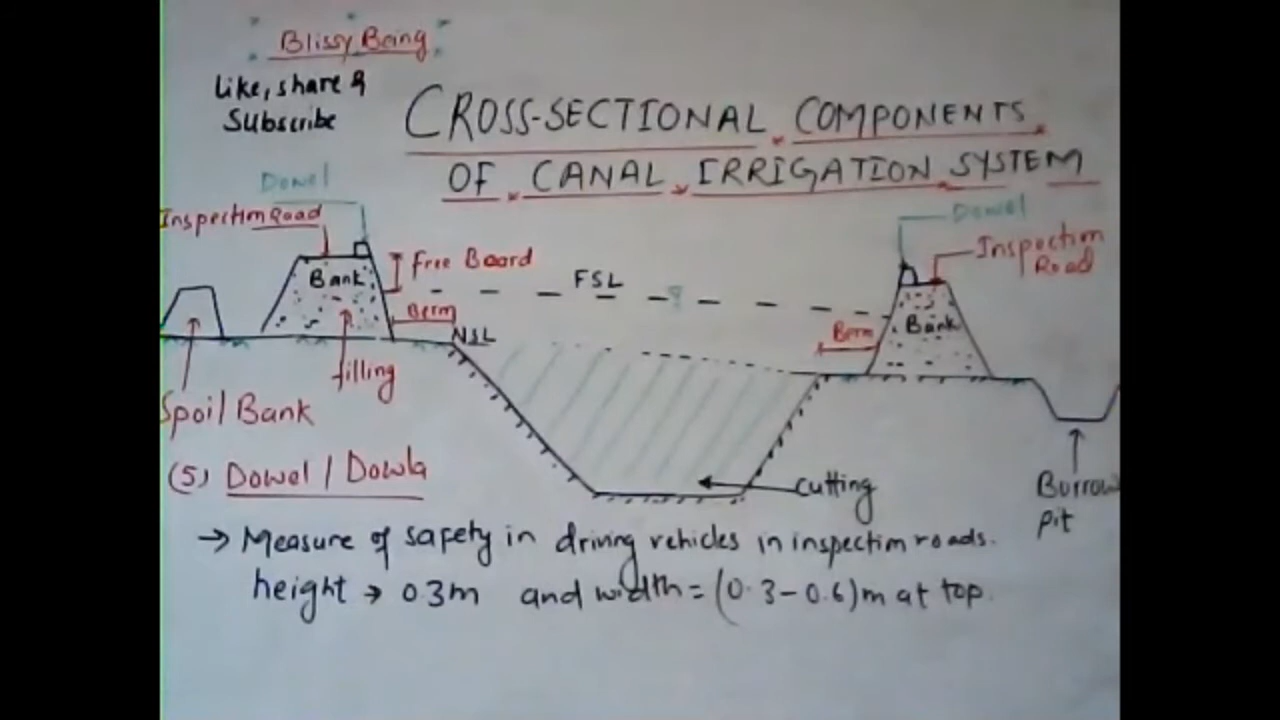 Blissy Being
Like, share &
Subscribe
CROSS-SECTIONAL COMPONENTS
OF CANAL IRRIGATION SYSTEM
Dowel
Dowel
Inspection Road
Inspection
Road
Free Board
Bank
FSL
Berm
NSL
Berm
Bank
filling
Spoil Bank
(5) Dowel / Dowla
cutting
Burrow
pit
→ Measure of safety in driving vehicles in inspection roads.
height → 0.3m and width = (0.3-0.6)m at top.